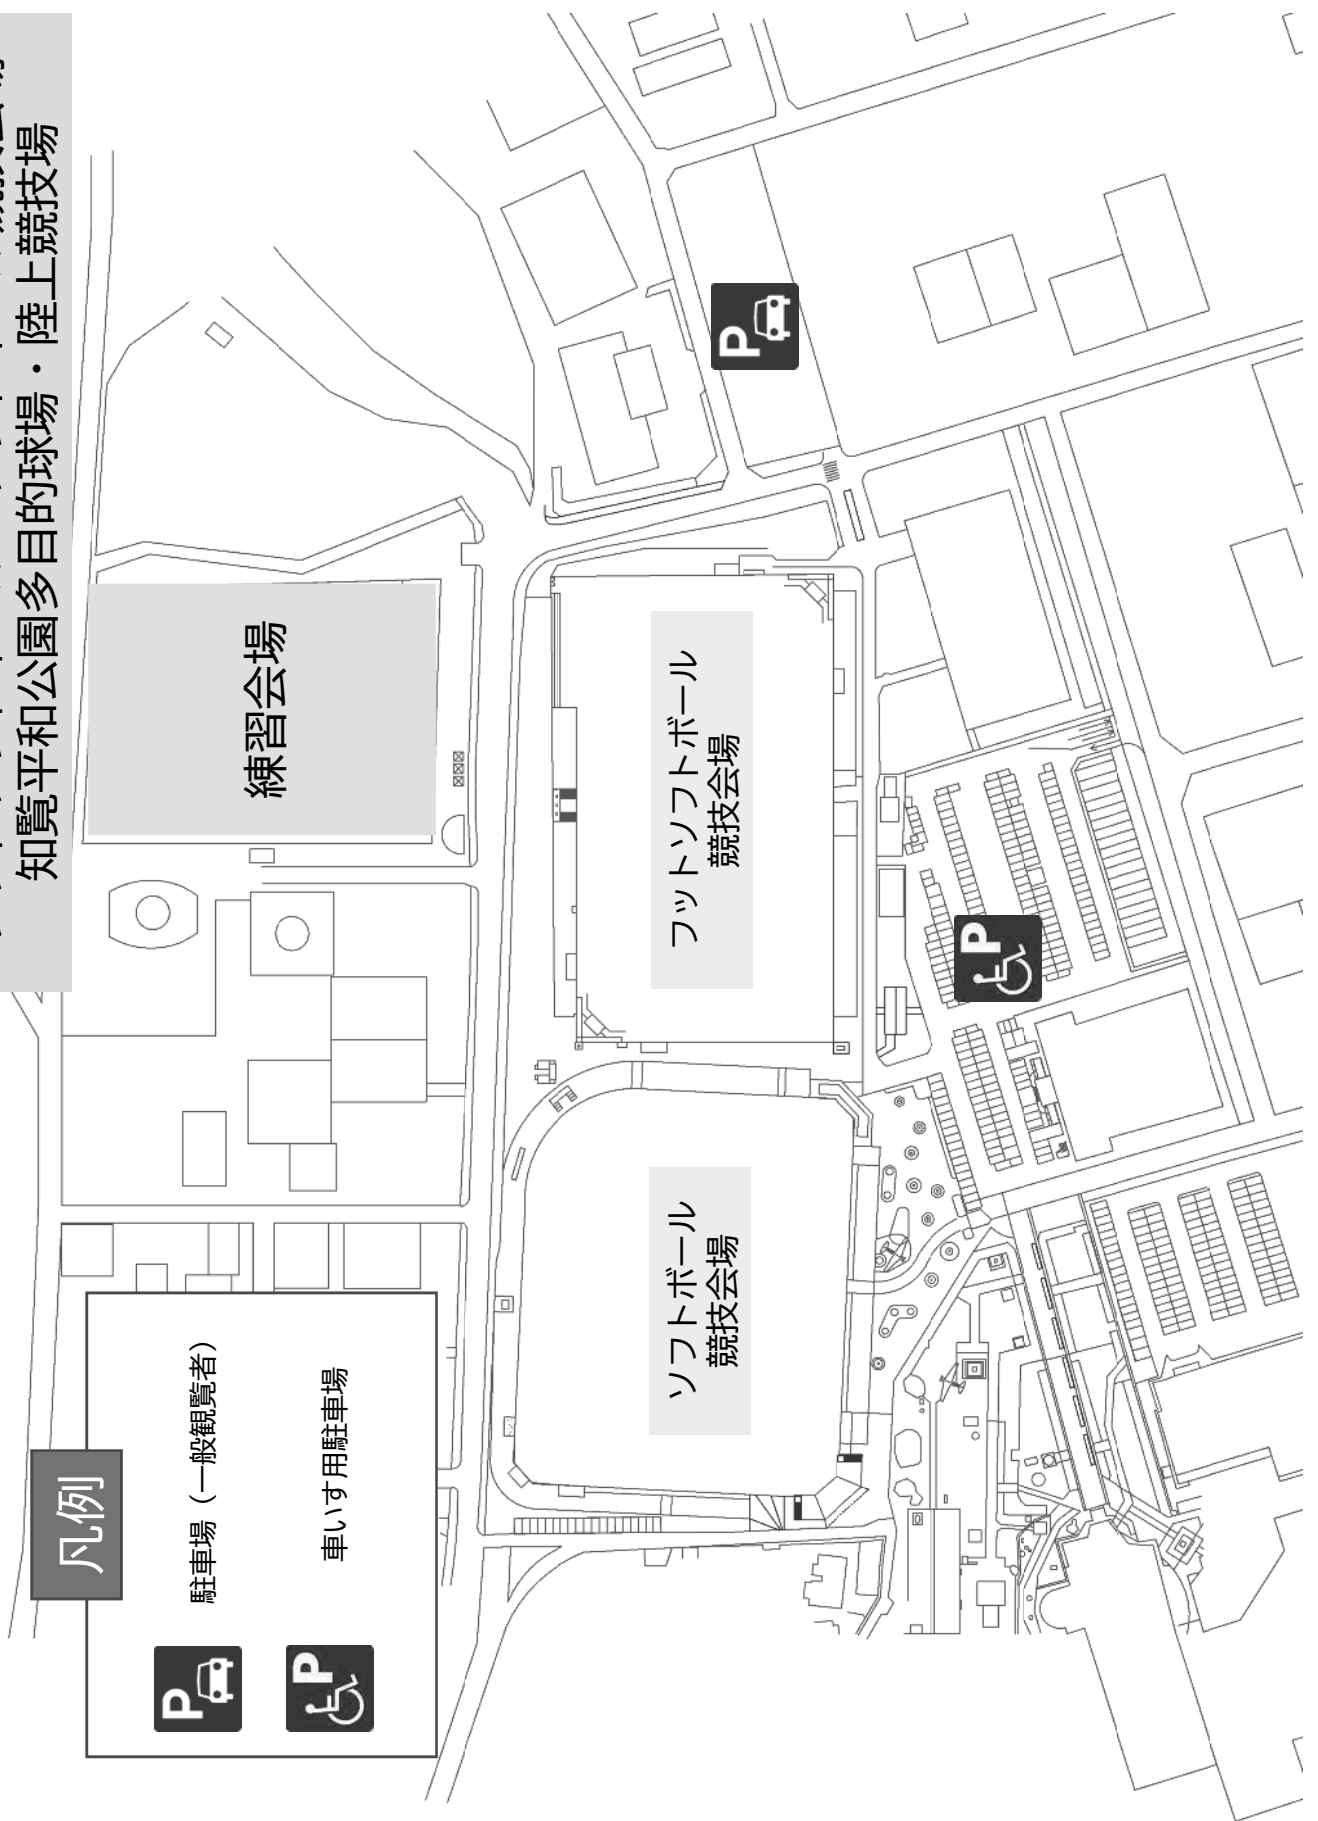 知覧平和公園多目的球場・陸上競技場
凡例
駐車場（一般観覧者）
車いす用駐車場
練習会場
ソフトボール
競技会場
フットソフトボール
競技会場
P
P
P
P